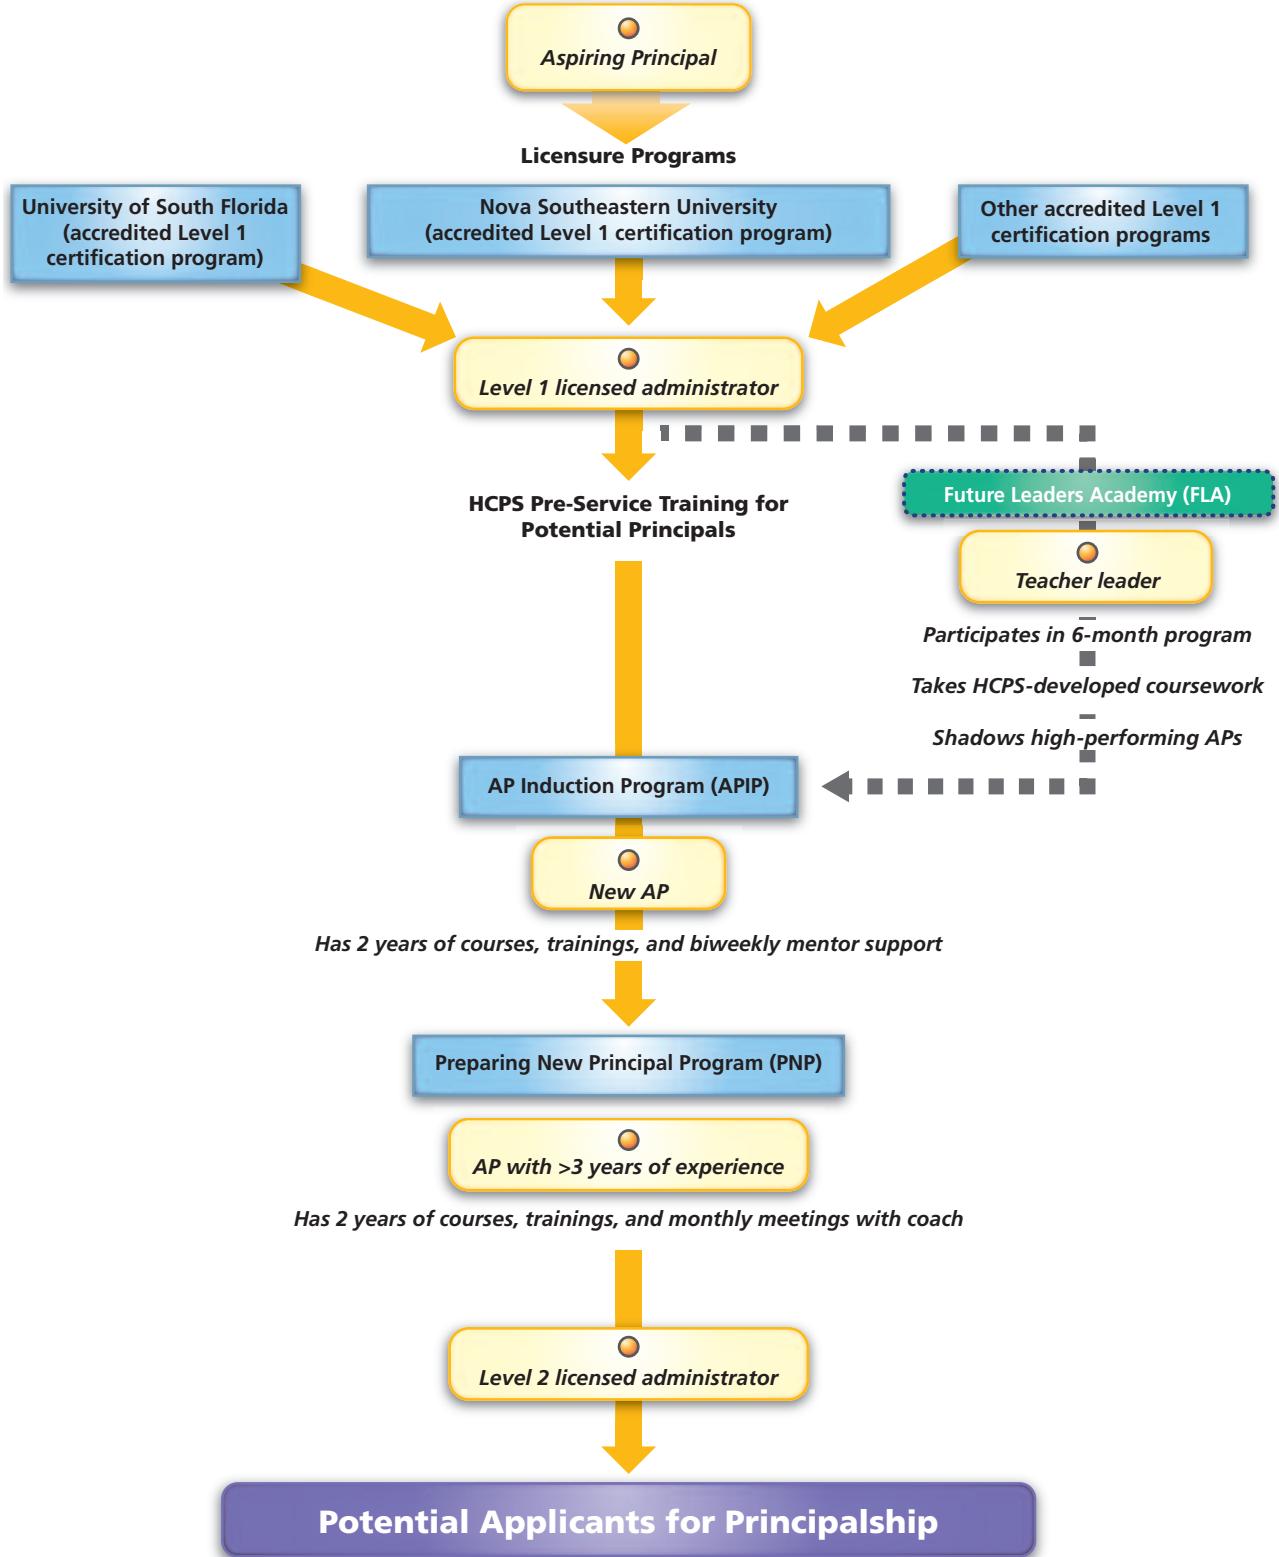 Aspiring Principal
Licensure Programs
University of South Florida
(accredited Level 1
certification program)
Nova Southeastern University
(accredited Level 1 certification program)
Other accredited Level 1
certification programs
Level 1 licensed administrator
HCPS Pre-Service Training for
Potential Principals
Future Leaders Academy (FLA)
Teacher leader
Participates in 6-month program
Takes HCPS-developed coursework
Shadows high-performing APs
AP Induction Program (APIP)
New AP
Has 2 years of courses, trainings, and biweekly mentor support
Preparing New Principal Program (PNP)
AP with >3 years of experience
Has 2 years of courses, trainings, and monthly meetings with coach
Level 2 licensed administrator
Potential Applicants for Principalship